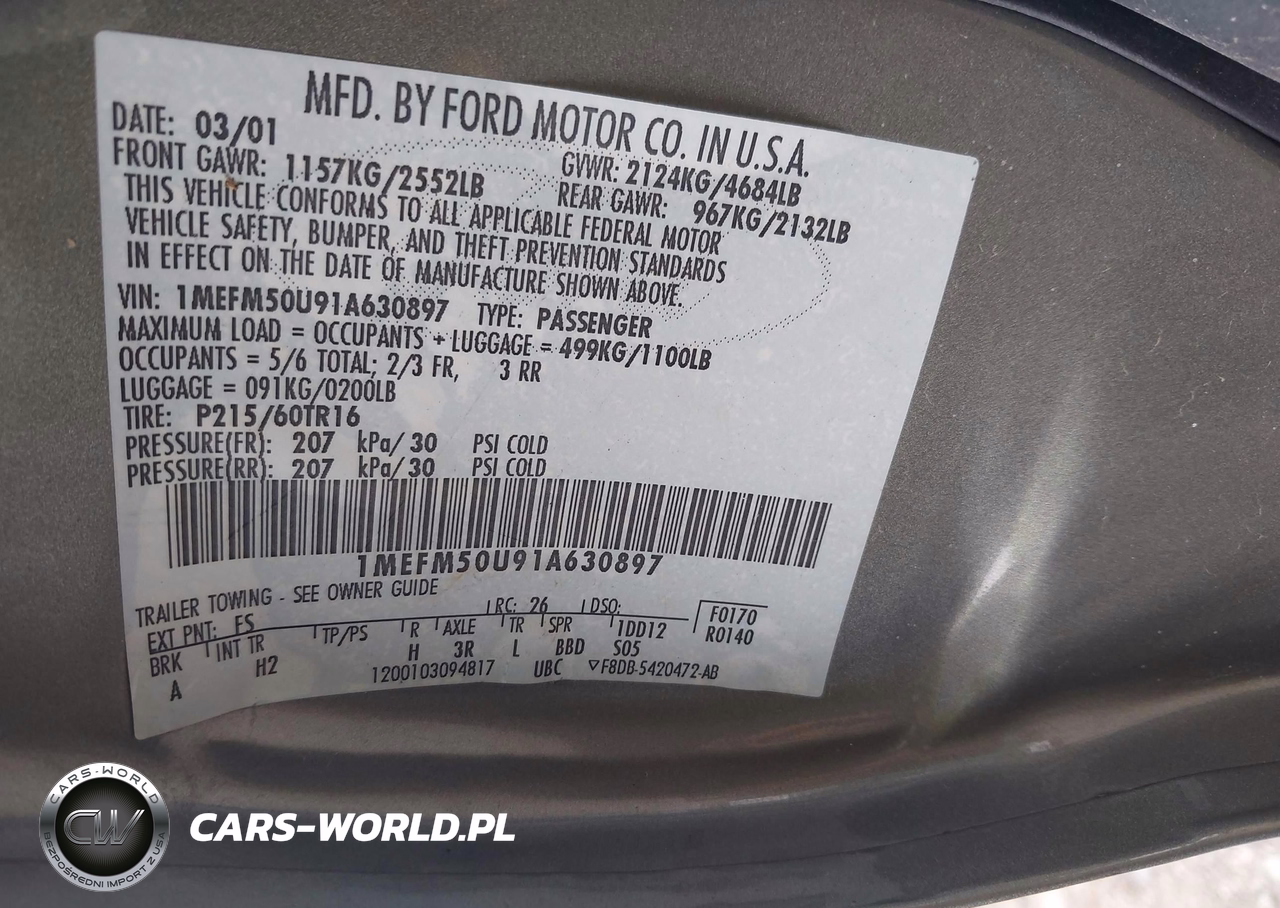 MFD. BY FORD MOTOR CO. IN U.S.A.
DATE: 03/01 GVWR: 2124KG/4684LB
FRONT GAWR: 1157KG/2552LB REAR GAWR: 967KG/2132LB
THIS VEHICLE CONFORMS TO ALL APPLICABLE FEDERAL MOTOR
VEHICLE SAFETY, BUMPER, AND THEFT PREVENTION STANDARDS
IN EFFECT ON THE DATE OF MANUFACTURE SHOWN ABOVE.
VIN: 1MEFM50U91A630897 TYPE: PASSENGER
MAXIMUM LOAD = OCCUPANTS + LUGGAGE = 499KG/1100LB
OCCUPANTS = 5/6 TOTAL; 2/3 FR, 3 RR
LUGGAGE = 091KG/0200LB
TIRE: P215/60TR16
PRESSURE(FR): 207 kPa/ 30 PSI COLD
PRESSURE(RR): 207 kPa/ 30 PSI COLD
1MEFM50U91A630897
TRAILER TOWING - SEE OWNER GUIDE
EXT PNT: FS RC: 26 DSO: F0170
BRK INT TR TP/PS R AXLE TR SPR 1DD12 R0140
A H2 H 3R L BBD S05
1200103094817 UBC ▽F8DB-5420472-AB
CARS-WORLD
CW
BEZPOŚREDNI IMPORT Z USA
CARS-WORLD.PL